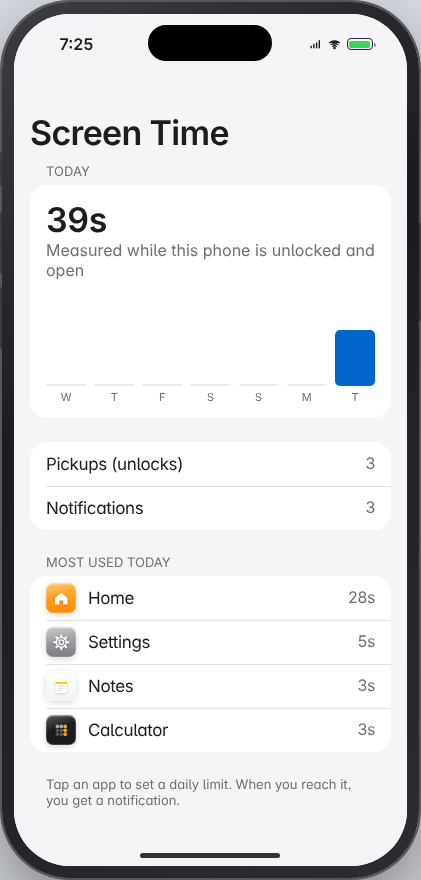 7:25
Screen Time
TODAY
39s
Measured while this phone is unlocked and
open
W T F S S M T
Pickups (unlocks) 3
Notifications 3
MOST USED TODAY
Home 28s
Settings 5s
Notes 3s
Calculator 3s
Tap an app to set a daily limit. When you reach it,
you get a notification.